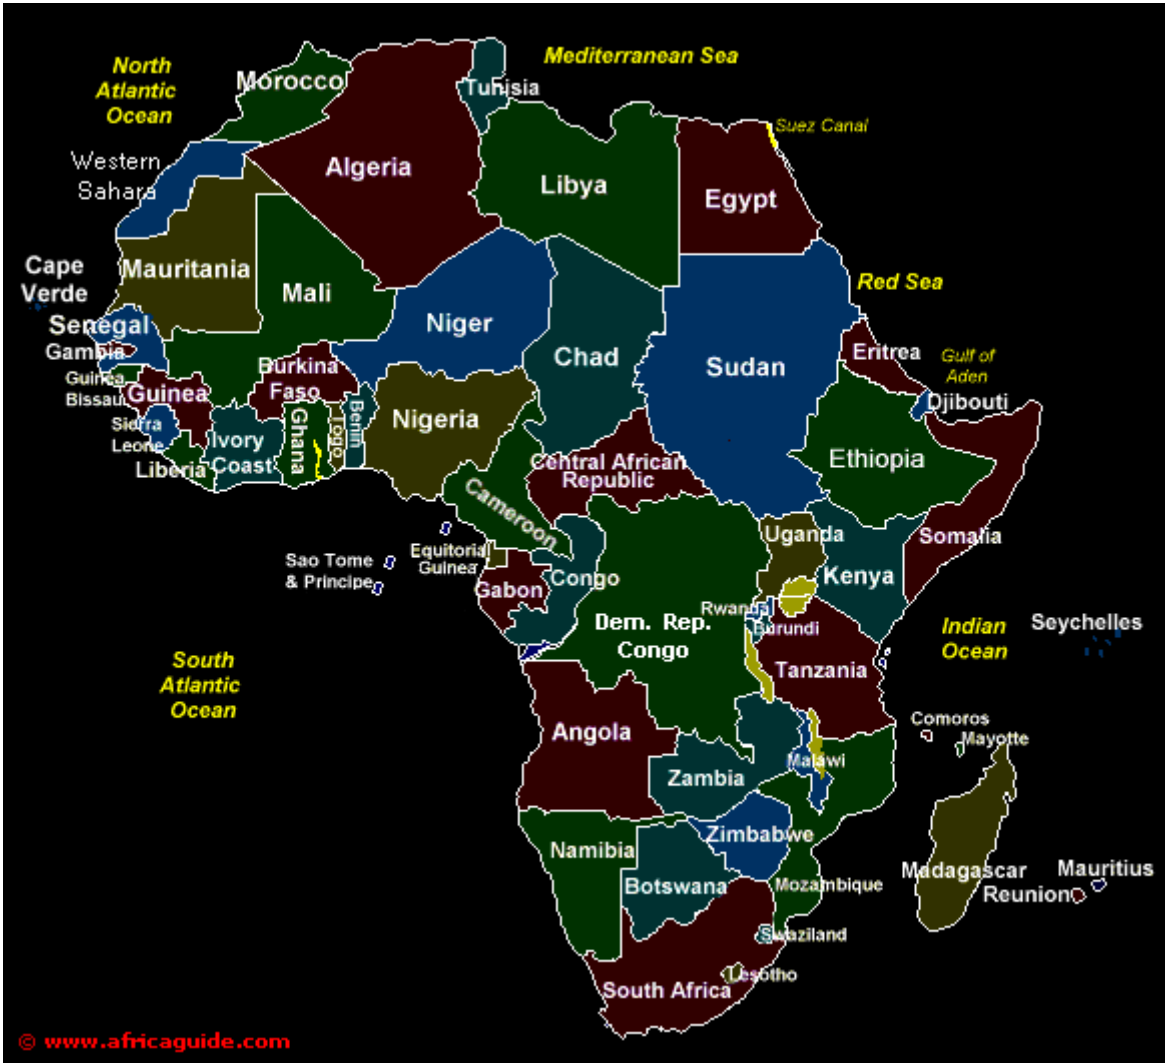 North
Atlantic
Ocean
Mediterranean Sea
Morocco
Tunisia
Suez Canal
Western
Sahara
Algeria
Libya
Egypt
Cape
Verde
Mauritania
Mali
Niger
Chad
Sudan
Red Sea
Senegal
Gambia
Guinea
Bissau
Guinea
Burkina
Faso
Eritrea
Gulf of
Aden
Djibouti
Sierra
Leone
Liberia
Ivory
Coast
Ghana
Togo
Benin
Nigeria
Ethiopia
Central African
Republic
Cameroon
Somalia
Uganda
Kenya
Sao Tome
& Principe
Equitorial
Guinea
Gabon
Congo
Dem. Rep.
Congo
Rwanda
Burundi
Tanzania
Indian
Ocean
Seychelles
South
Atlantic
Ocean
Angola
Zambia
Malawi
Comoros
Mayotte
Namibia
Zimbabwe
Botswana
Mozambique
Madagascar
Mauritius
Reunion
Swaziland
Lesotho
South Africa
© www.africaguide.com